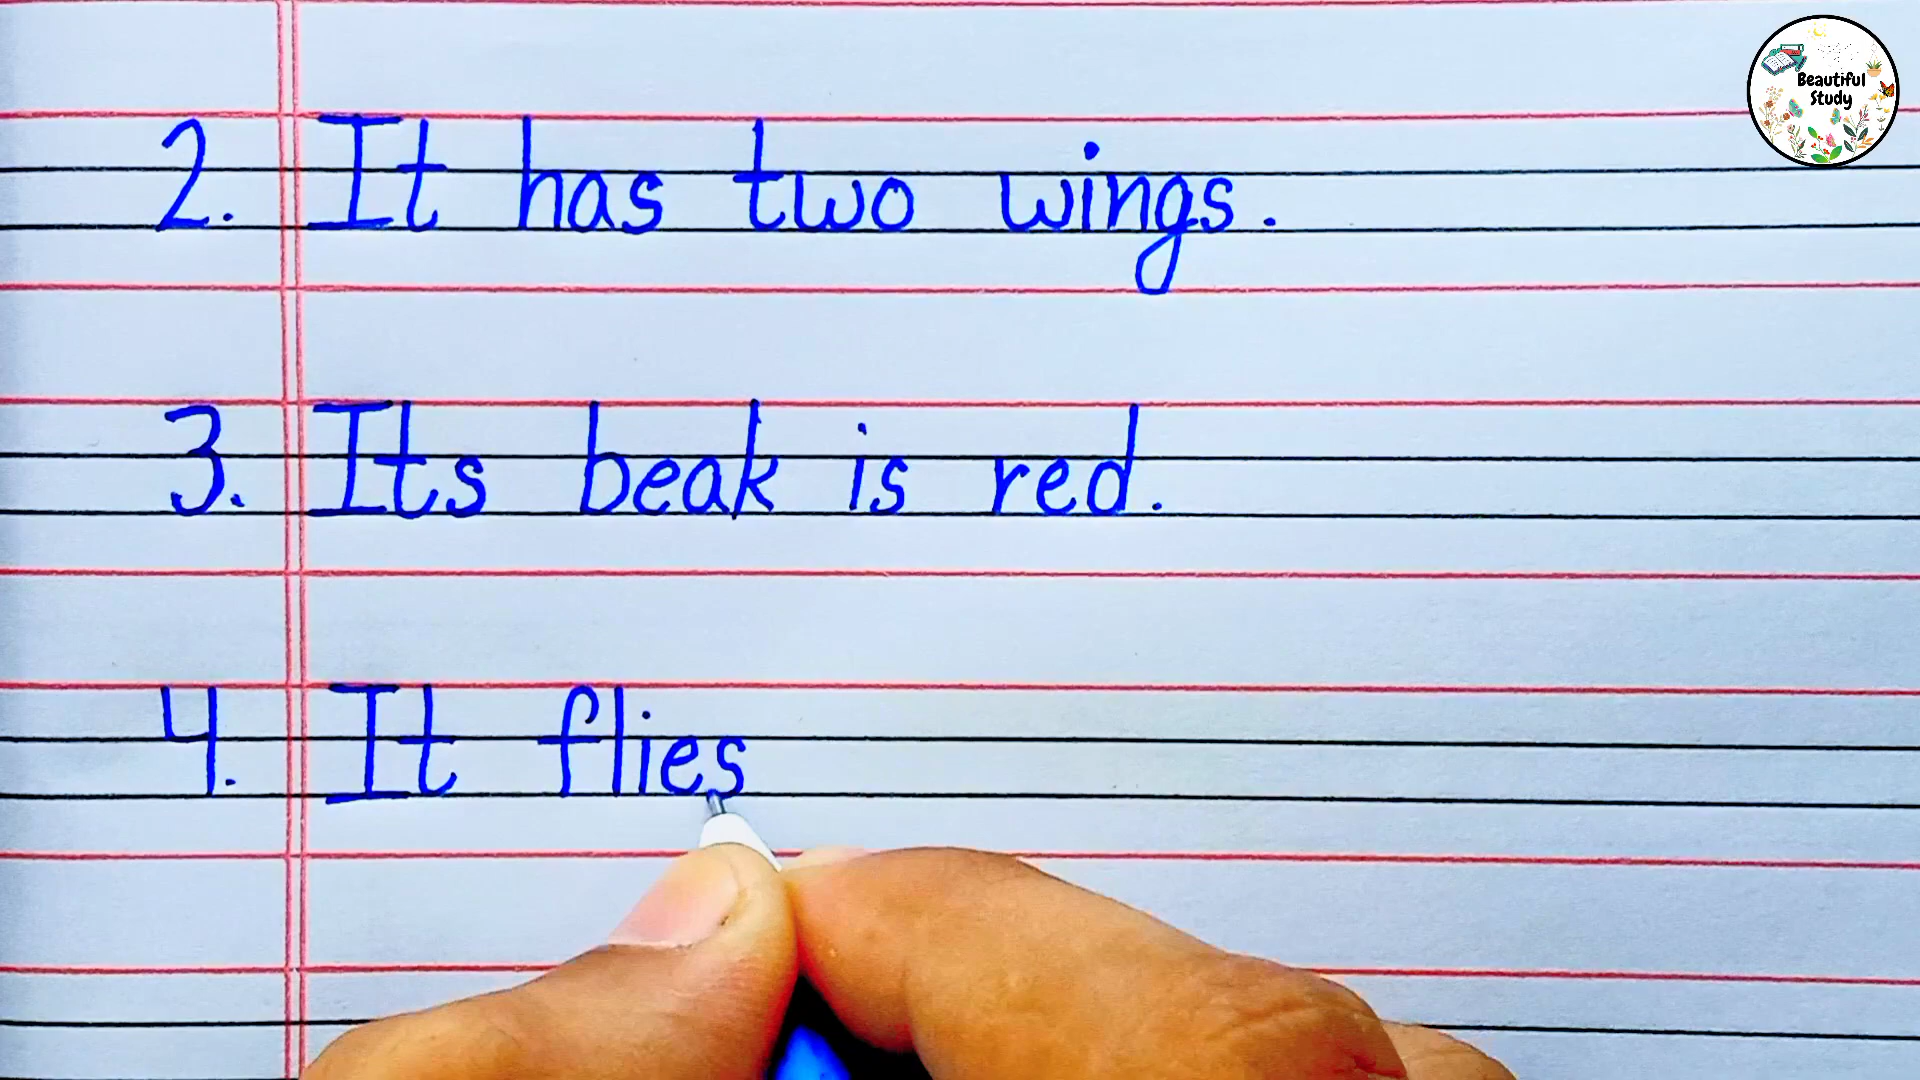 Beautiful
Study
2. It has two wings.
3. Its beak is red.
4. It flies